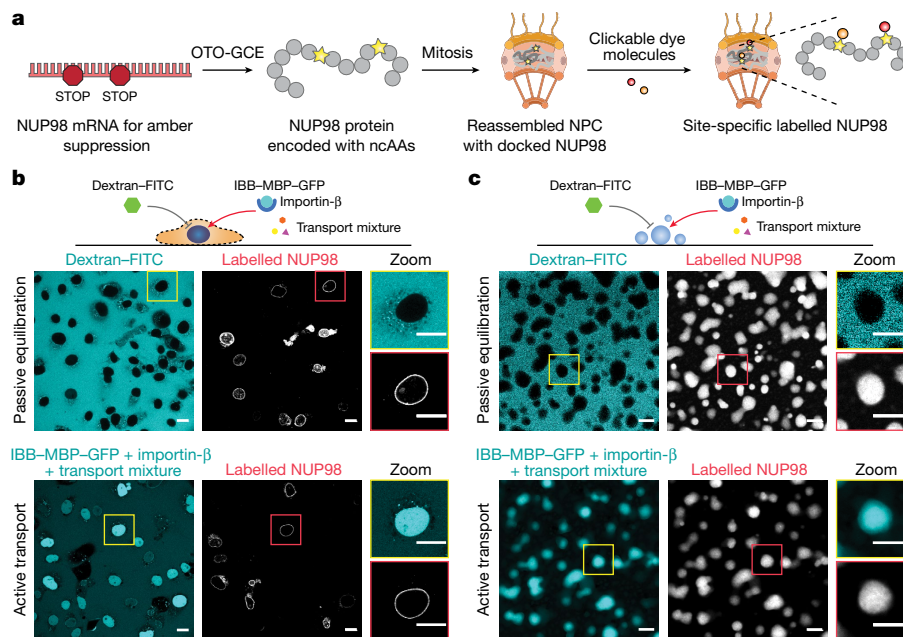 a
OTO-GCE
Mitosis
Clickable dye
molecules
STOP STOP
NUP98 mRNA for amber
suppression
NUP98 protein
encoded with ncAAs
Reassembled NPC
with docked NUP98
Site-specific labelled NUP98
b
Dextran–FITC
IBB–MBP–GFP
Importin-β
Transport mixture
Dextran–FITC
Labelled NUP98
Zoom
Passive equilibration
IBB–MBP–GFP + importin-β
+ transport mixture
Labelled NUP98
Zoom
Active transport
c
Dextran–FITC
IBB–MBP–GFP
Importin-β
Transport mixture
Dextran–FITC
Labelled NUP98
Zoom
Passive equilibration
IBB–MBP–GFP + importin-β
+ transport mixture
Labelled NUP98
Zoom
Active transport